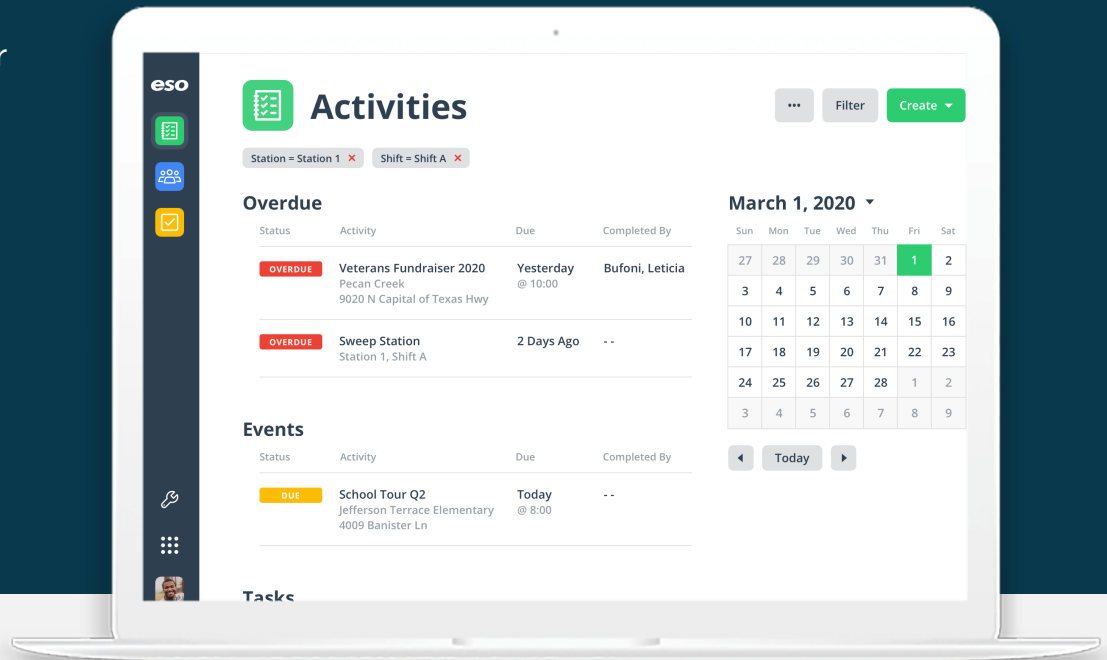 r
eso
Activities
...
Filter
Create
Station = Station 1 ×
Shift = Shift A ×
Overdue
Status Activity Due Completed By
OVERDUE Veterans Fundraiser 2020 Yesterday Bufoni, Leticia
Pecan Creek @ 10:00
9020 N Capital of Texas Hwy
OVERDUE Sweep Station 2 Days Ago - -
Station 1, Shift A
Events
Status Activity Due Completed By
DUE School Tour Q2 Today - -
Jefferson Terrace Elementary @ 8:00
4009 Banister Ln
Tasks
March 1, 2020
Sun Mon Tue Wed Thu Fri Sat
27 28 29 30 31 1 2
3 4 5 6 7 8 9
10 11 12 13 14 15 16
17 18 19 20 21 22 23
24 25 26 27 28 1 2
3 4 5 6 7 8 9
Today